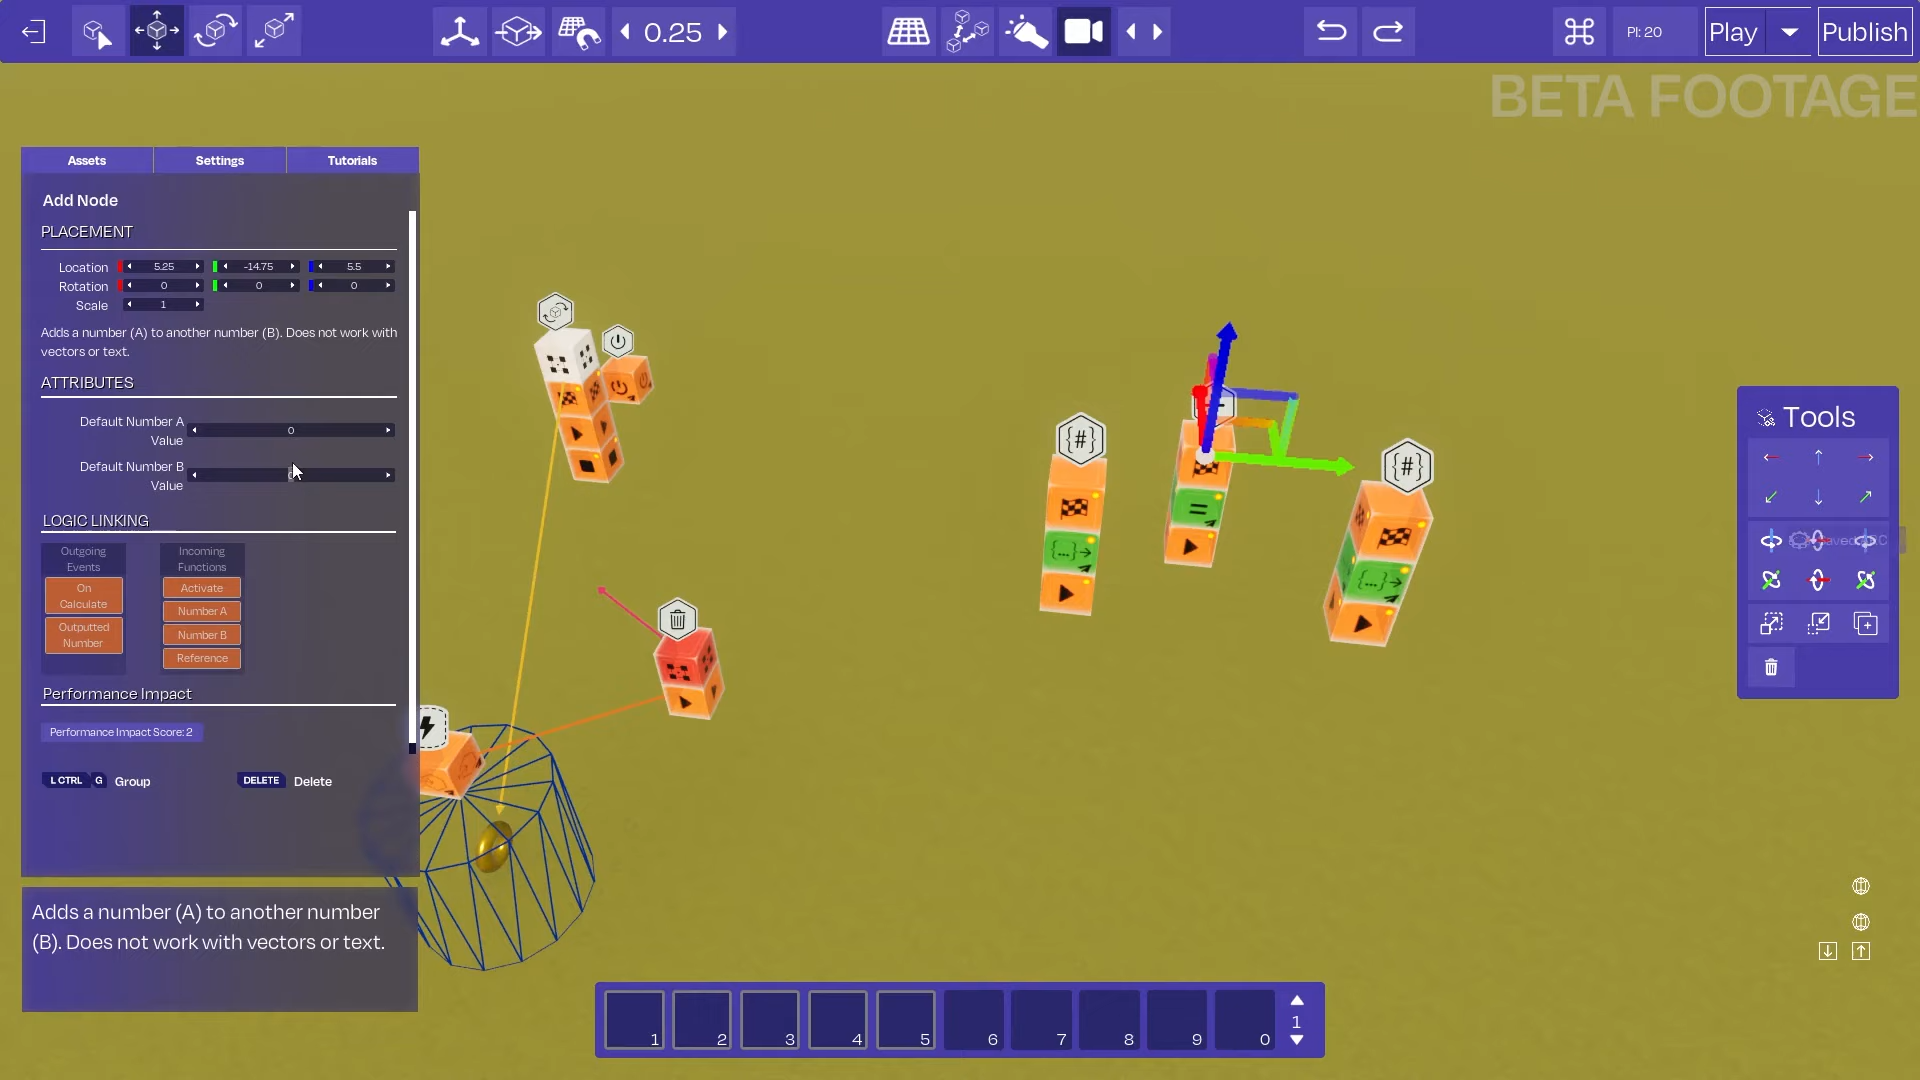 0.25
PI: 20
Play
Publish
BETA FOOTAGE
Assets
Settings
Tutorials
Add Node
PLACEMENT
Location
5.25
-14.75
5.5
Rotation
0
0
0
Scale
1
Adds a number (A) to another number (B). Does not work with
vectors or text.
ATTRIBUTES
Default Number A
Value
0
Default Number B
Value
LOGIC LINKING
Outgoing
Events
On
Calculate
Outputted
Number
Incoming
Functions
Activate
Number A
Number B
Reference
Performance Impact
Performance Impact Score: 2
L CTRL
G
Group
DELETE
Delete
Adds a number (A) to another number
(B). Does not work with vectors or text.
{#}
{#}
Tools
1
2
3
4
5
6
7
8
9
0
1